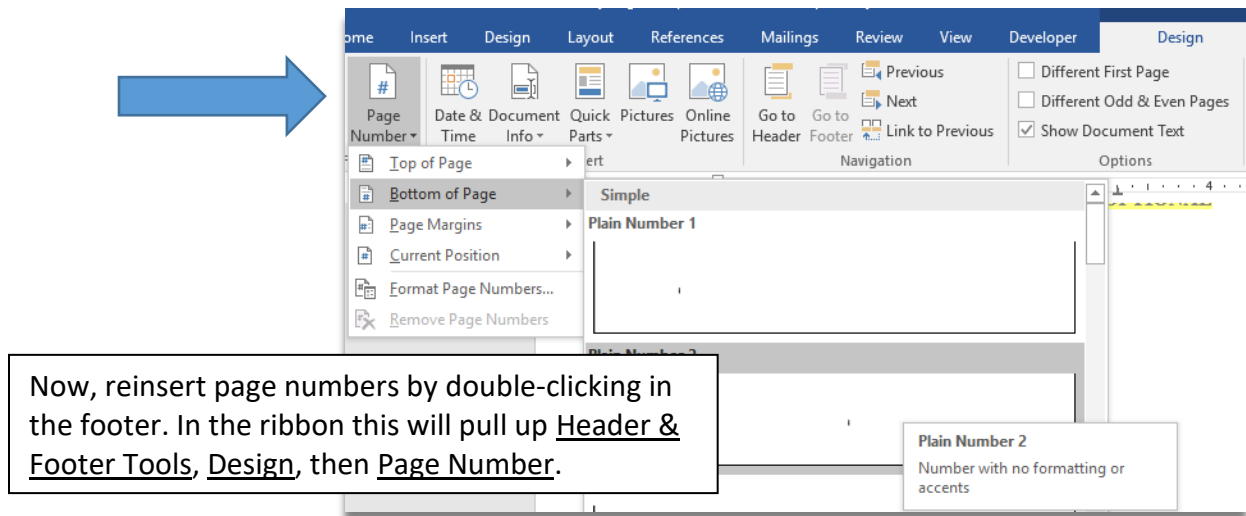 ome Insert Design Layout References Mailings Review View Developer Design
# Page Number
Date & Time
Document Info
Quick Parts
Pictures
Online Pictures
Go to Header
Go to Footer
Previous
Next
Link to Previous
Different First Page
Different Odd & Even Pages
Show Document Text
ert Navigation Options
Top of Page
Bottom of Page
Page Margins
Current Position
Format Page Numbers...
Remove Page Numbers
4
Simple
Plain Number 1
Plain Number 2
Plain Number 2
Number with no formatting or
accents
Now, reinsert page numbers by double-clicking in
the footer. In the ribbon this will pull up Header &
Footer Tools, Design, then Page Number.